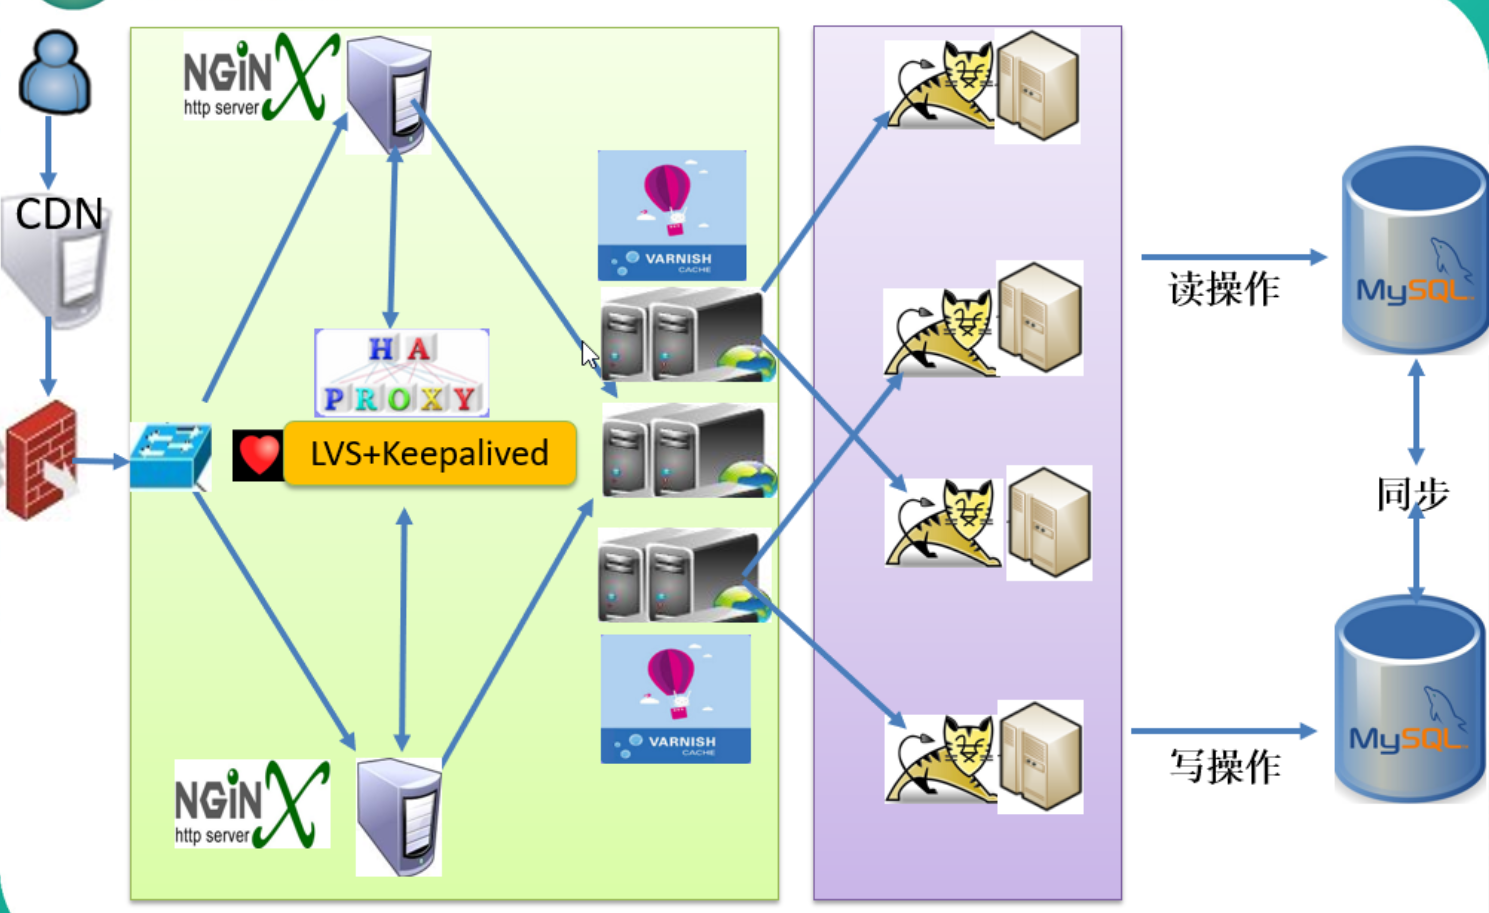 NGiNX
http server
CDN
VARNISH
CACHE
HA
PROXY
LVS+Keepalived
读操作
MySQL
同步
VARNISH
CACHE
写操作
MySQL
NGiNX
http server